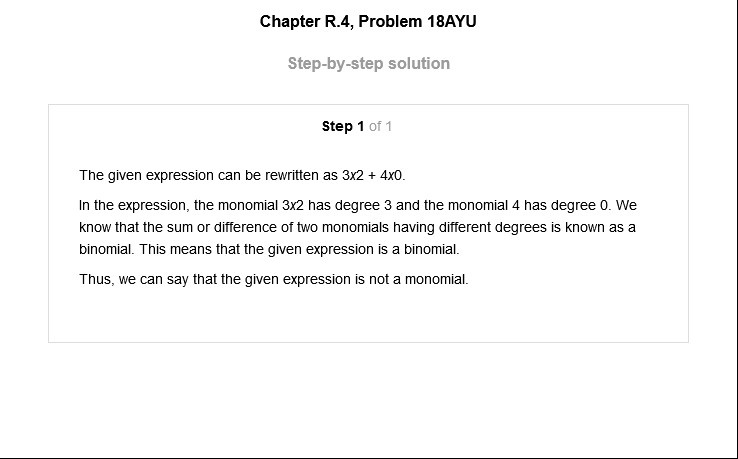 Chapter R.4, Problem 18AYU
Step-by-step solution
Step 1 of 1
The given expression can be rewritten as 3x2 + 4x0.
In the expression, the monomial 3x2 has degree 3 and the monomial 4 has degree 0. We
know that the sum or difference of two monomials having different degrees is known as a
binomial. This means that the given expression is a binomial.
Thus, we can say that the given expression is not a monomial.